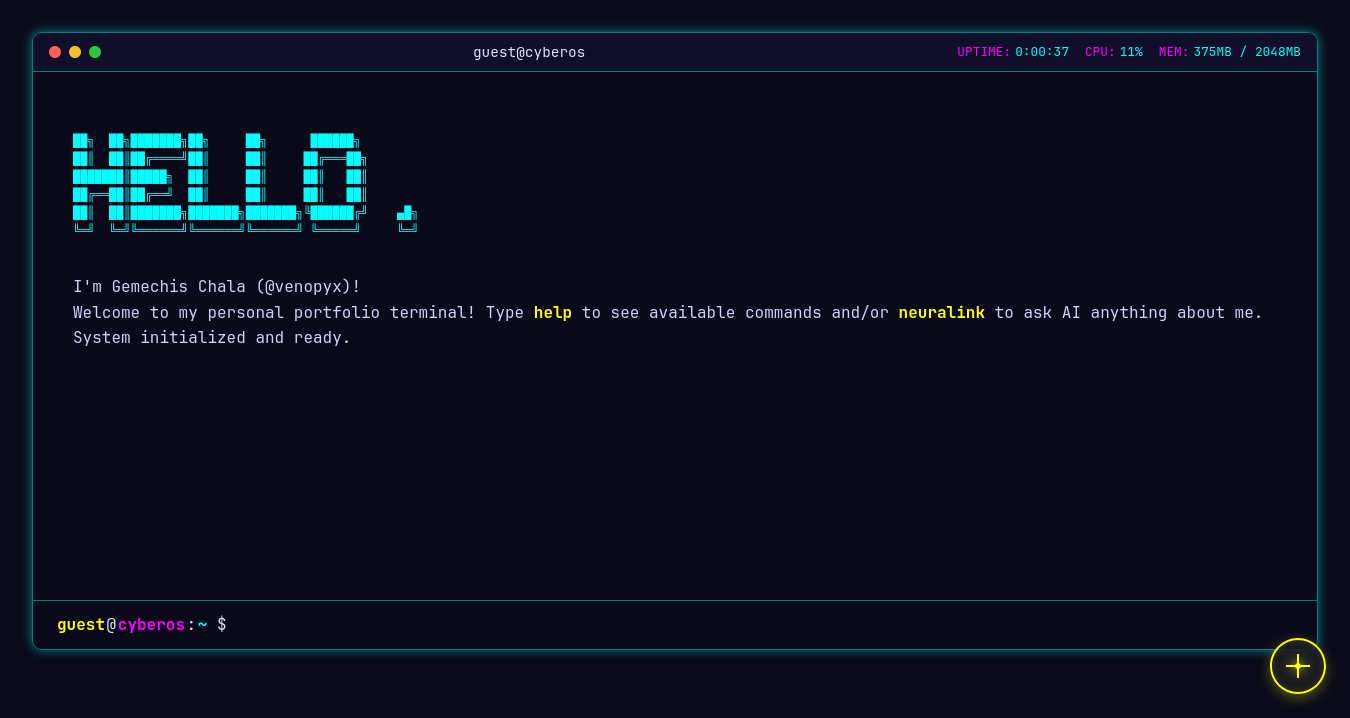 guest@cyberos
UPTIME: 0:00:37 CPU: 11% MEM: 375MB / 2048MB
HELLO.
I'm Gemechis Chala (@venopyx)!
Welcome to my personal portfolio terminal! Type help to see available commands and/or neuralink to ask AI anything about me.
System initialized and ready.
guest@cyberos:~ $